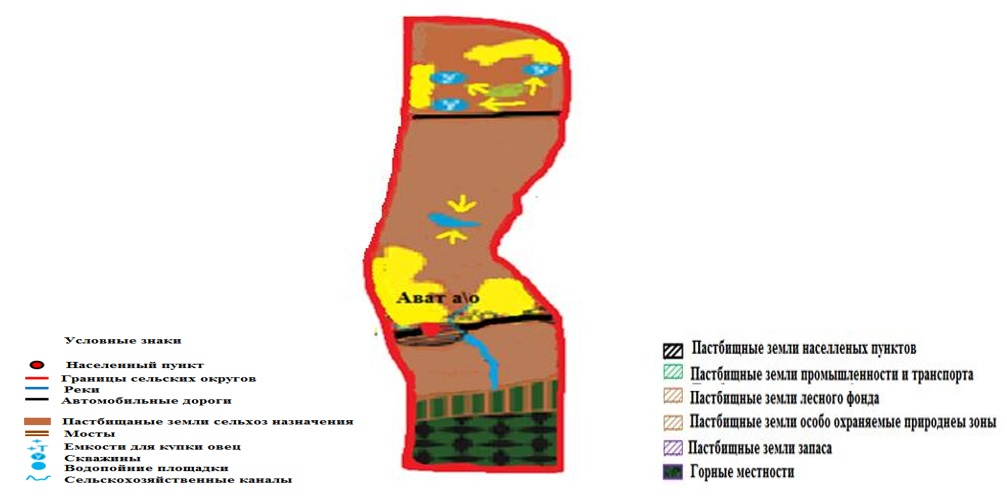 Ават а\о
Условные знаки
Населенный пункт
Границы сельских округов
Реки
Автомобильные дороги
Пастбищаные земли сельхоз назначения
Мосты
Емкости для купки овец
Скважины
Водопойние площадки
Сельскохозяйственные каналы
Пастбищные земли населленых пунктов
Пастбищные земли промышленности и транспорта
Пастбищные земли лесного фонда
Пастбищные земли особо охраняемые природнеы зоны
Пастбищные земли запаса
Горные местности